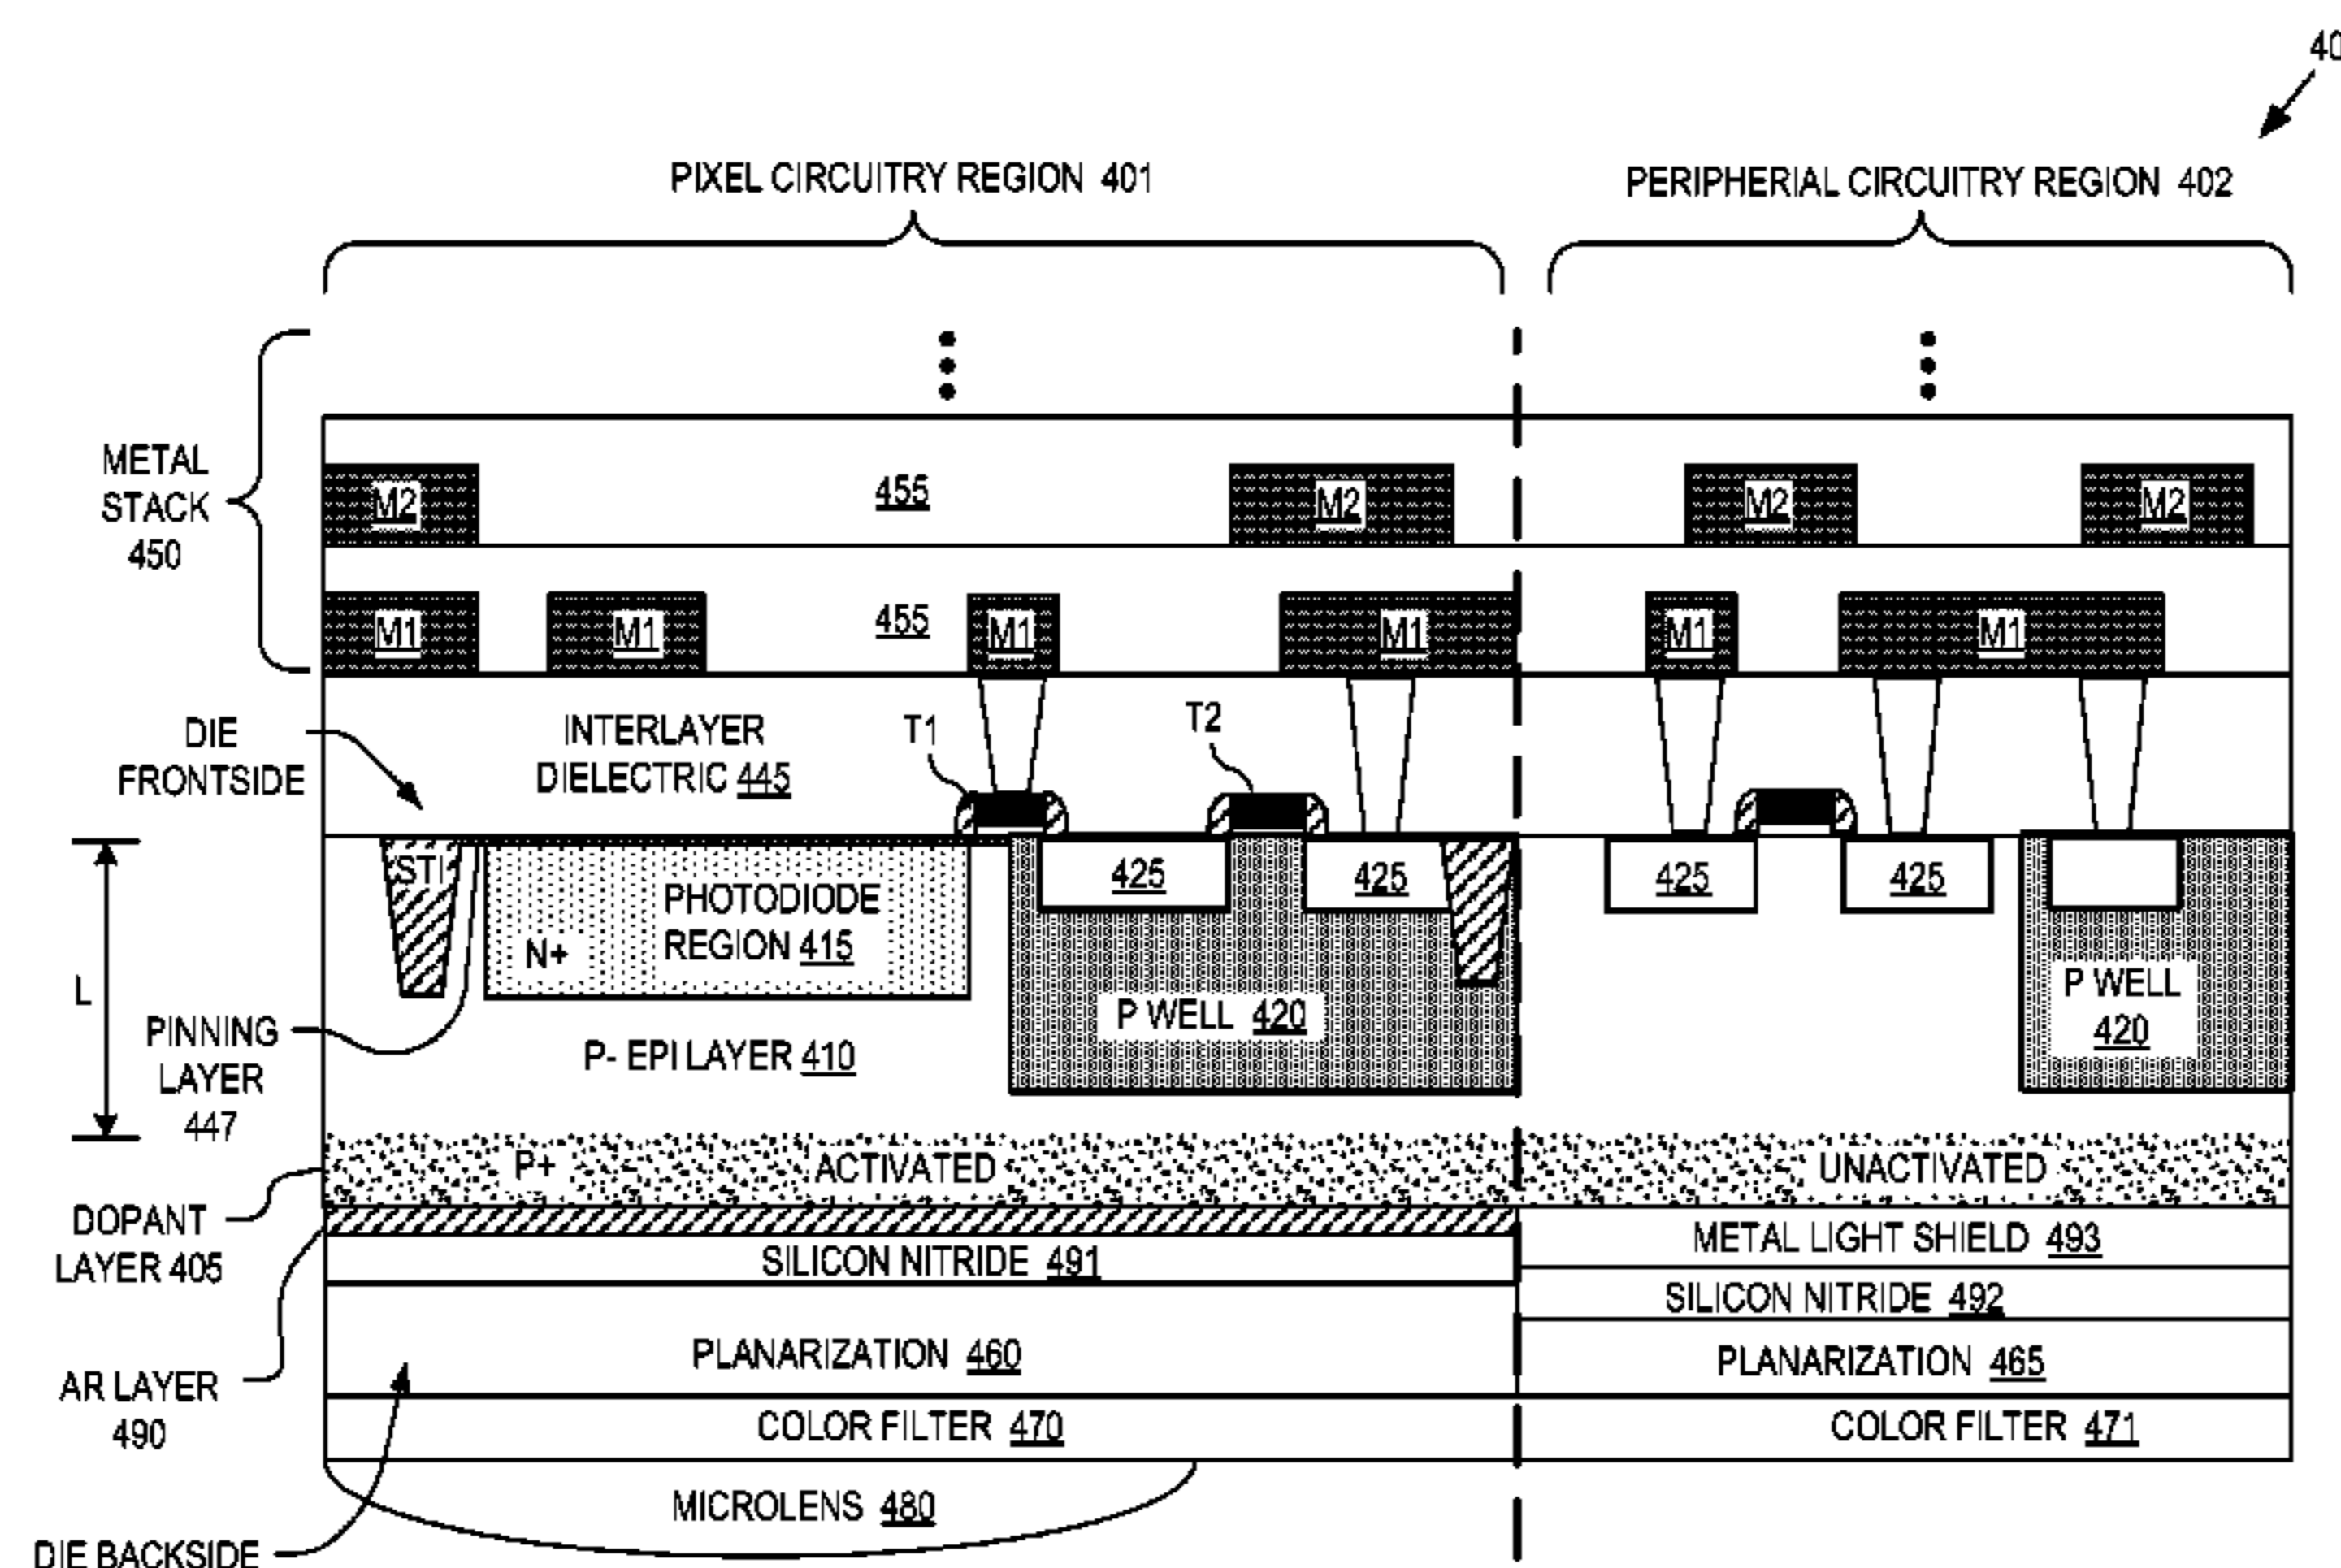 40
PIXEL CIRCUITRY REGION 401
PERIPHERIAL CIRCUITRY REGION 402
METAL
STACK
450
M2
455
M2
M2
M2
M1
M1
455
M1
M1
M1
M1
DIE
FRONTSIDE
INTERLAYER
DIELECTRIC 445
T1
T2
STI
PHOTODIODE
REGION 415
N+
425
425
425
425
L
P WELL 420
P WELL
420
PINNING
LAYER
447
P- EPI LAYER 410
P+
ACTIVATED
UNACTIVATED
DOPANT
LAYER 405
SILICON NITRIDE 491
METAL LIGHT SHIELD 493
SILICON NITRIDE 492
AR LAYER
490
PLANARIZATION 460
PLANARIZATION 465
COLOR FILTER 470
COLOR FILTER 471
MICROLENS 480
DIE BACKSIDE